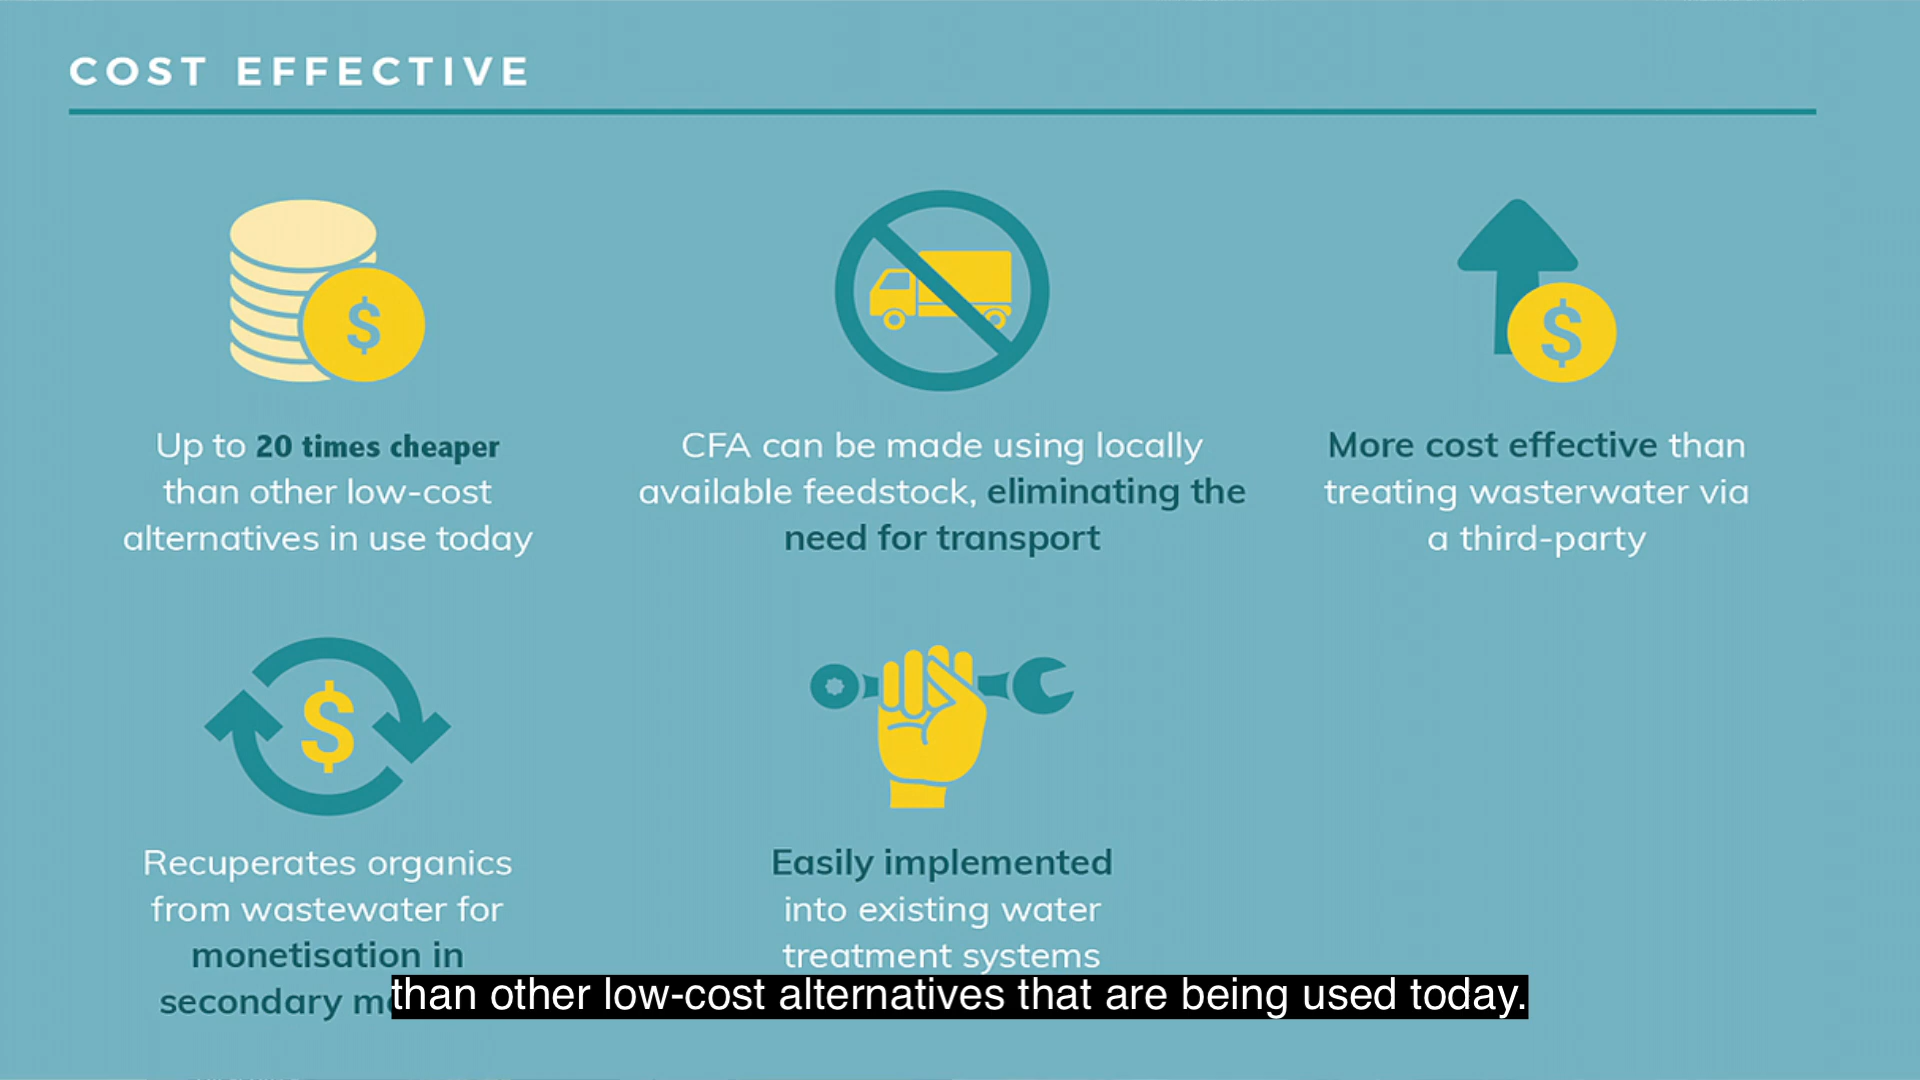 COST EFFECTIVE
$
$
Up to 20 times cheaper
than other low-cost
alternatives in use today
CFA can be made using locally
available feedstock, eliminating the
need for transport
More cost effective than
treating wasterwater via
a third-party
$
Recuperates organics
from wastewater for
monetisation in
secondary
Easily implemented
into existing water
treatment systems
than other low-cost alternatives that are being used today.